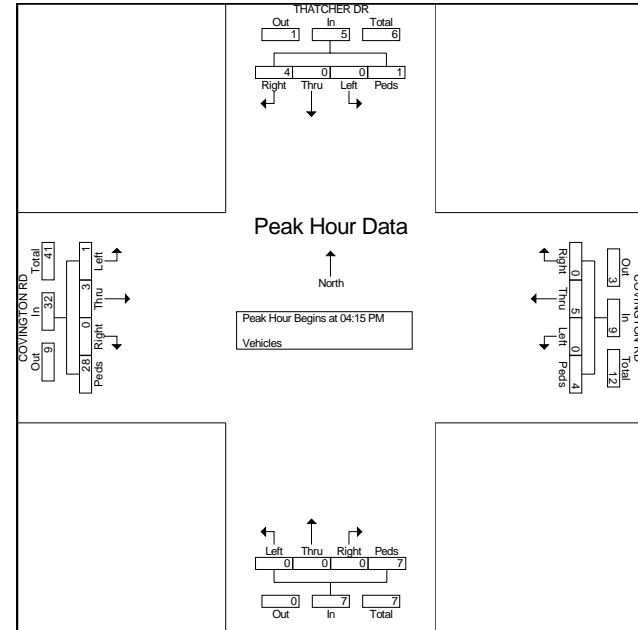 THATCHER DR
Out In Total
1 5 6
4 0 0 1
Right Thru Left Peds
Peak Hour Data
North
Peak Hour Begins at 04:15 PM
Vehicles
COVINGTON RD
Total In Out
41 32 9
1 3 0 28
Left Thru Right Peds
COVINGTON RD
Out In Total
3 9 12
0 5 0 4
Right Thru Left Peds
Left Thru Right Peds
0 0 0 7
0 7 7
Out In Total